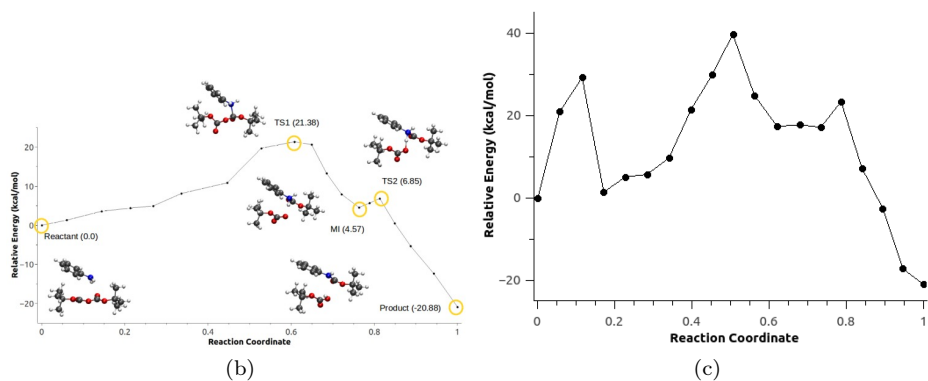 TS1 (21.38)
TS2 (6.85)
MI (4.57)
Reactant (0.0)
Product (-20.88)
20
10
0
-10
-20
Relative Energy (kcal/mol)
0
0.2
0.4
0.6
0.8
1
Reaction Coordinate
(b)
40
20
0
−20
Relative Energy (kcal/mol)
0
0.2
0.4
0.6
0.8
1
Reaction Coordinate
(c)